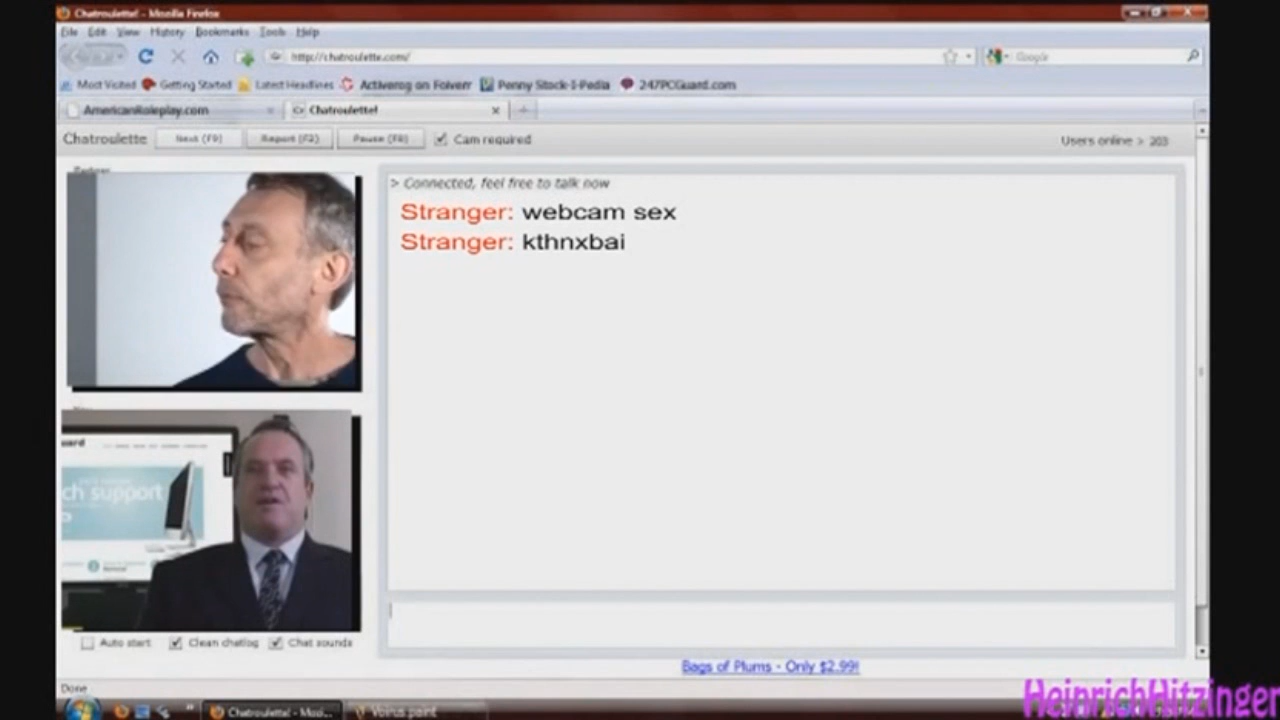 Chatroulette! - Mozilla Firefox
File Edit View History Bookmarks Tools Help
http://chatroulette.com/
Google
Most Visited Getting Started Latest Headlines Activerog on Foiverr Penny Stock-I-Pedia 247PCGuard.com
AmericanRoleplay.com Chatroulette!
Chatroulette Next (F9) Report (F2) Pause (F8) Cam required Users online > 203
Partner
> Connected, feel free to talk now
Stranger: webcam sex
Stranger: kthnxbai
ch support
Auto start Clean chatlog Chat sounds
Bags of Plums - Only $2.99!
Done
Chatroulette! - Mozi...
HeinrichHitzinger